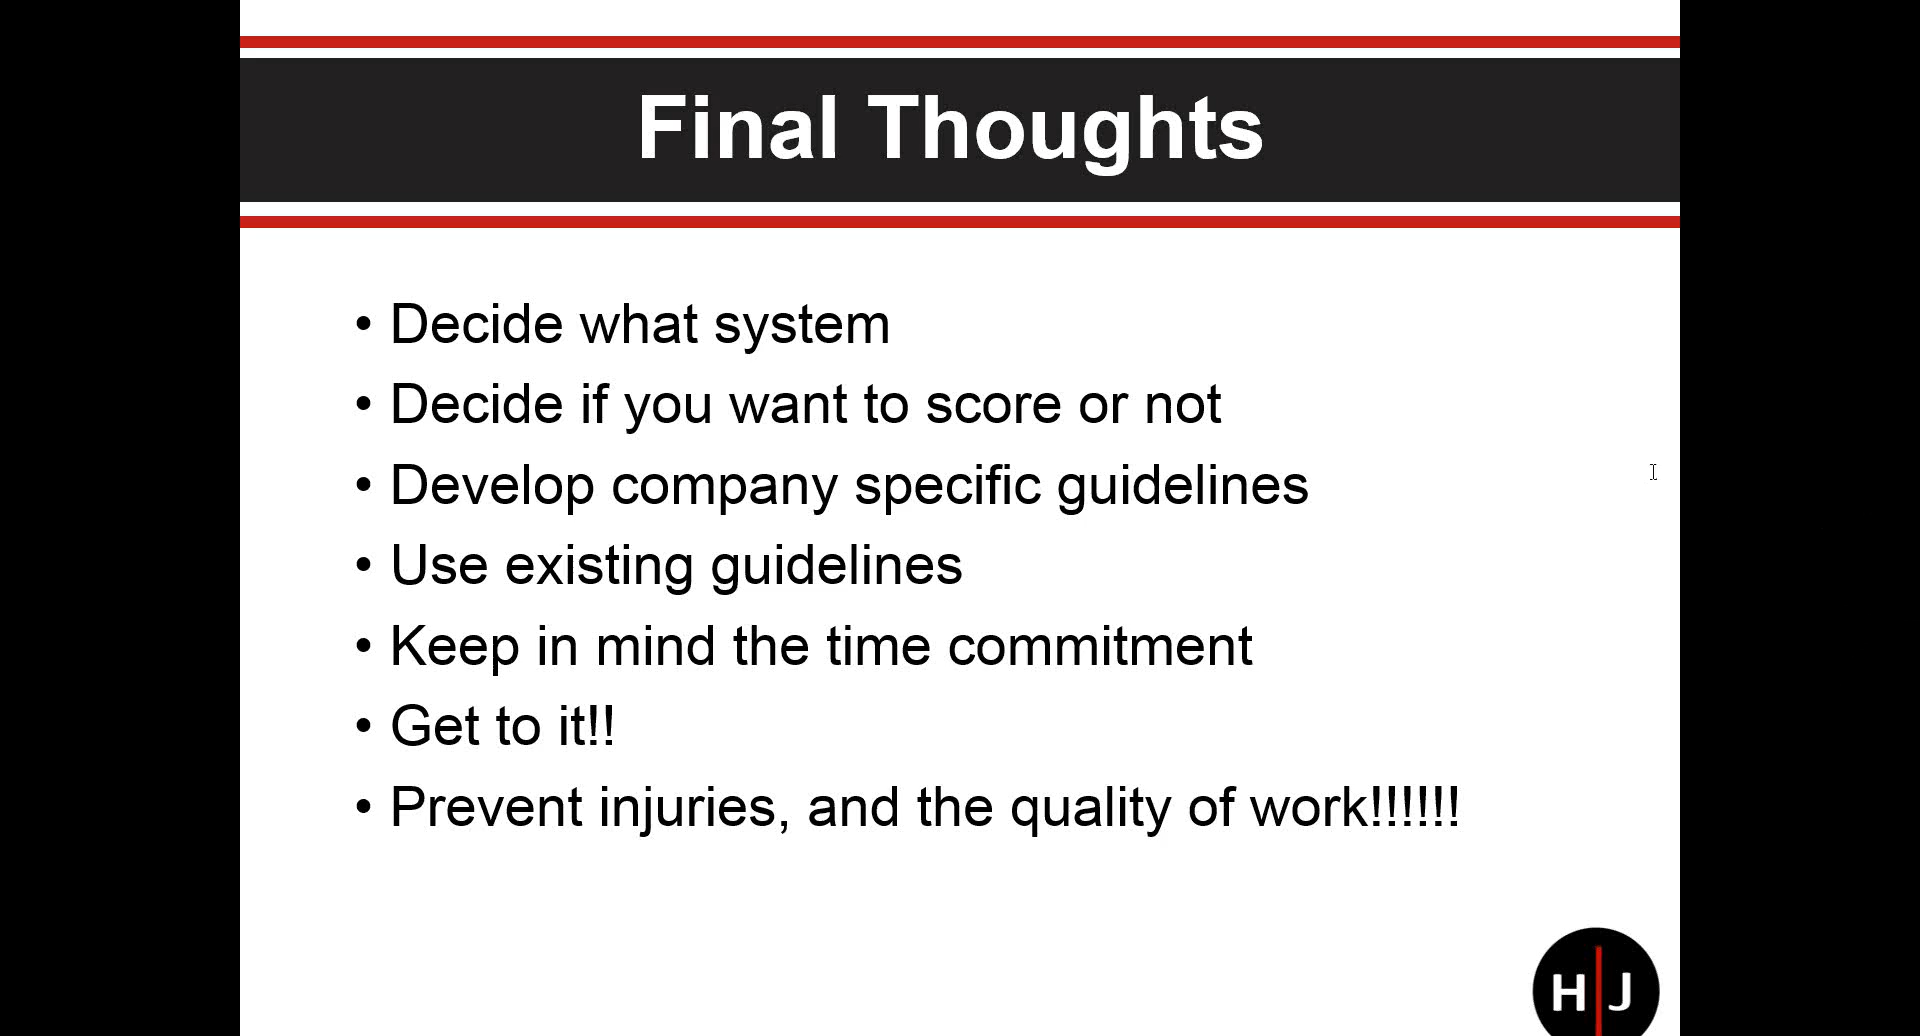 Final Thoughts
• Decide what system
• Decide if you want to score or not
• Develop company specific guidelines
• Use existing guidelines
• Keep in mind the time commitment
• Get to it!!
• Prevent injuries, and the quality of work!!!!!!
H J